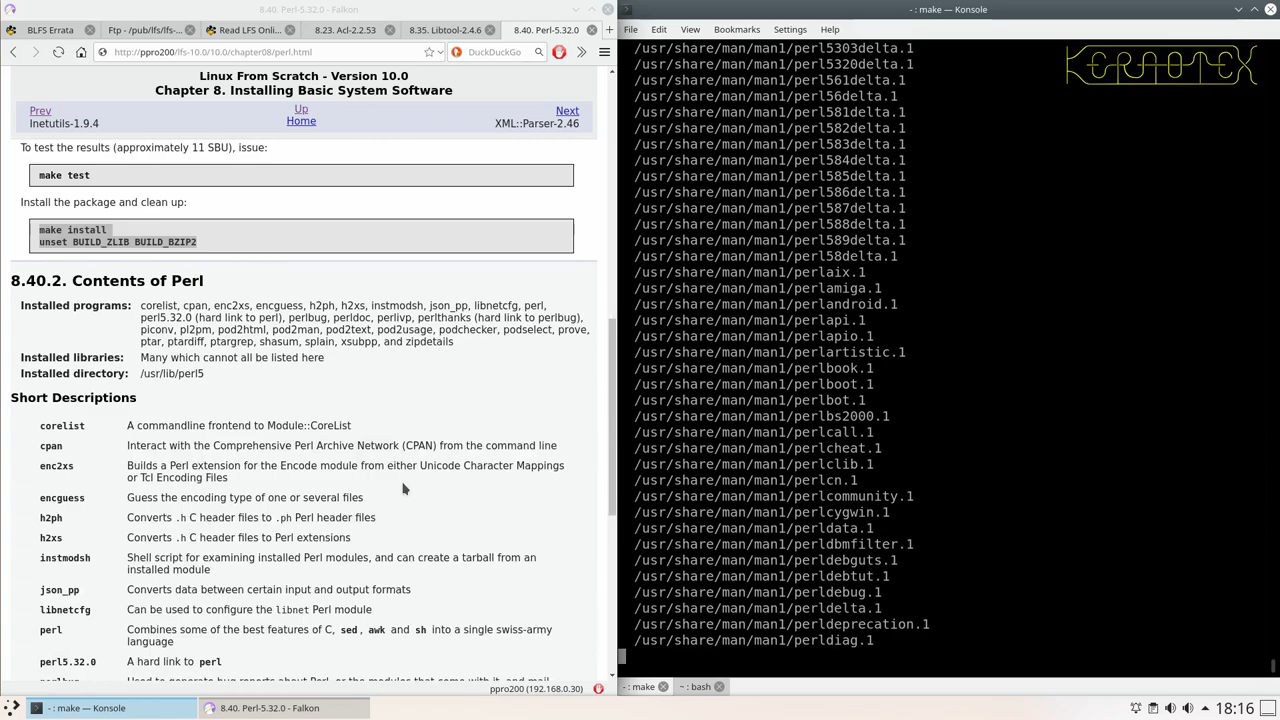 8.40. Perl-5.32.0 - Falkon
BLFS Errata
Ftp - /pub/lfs/lfs-
Read LFS Onli...
8.23. Acl-2.2.53
8.35. Libtool-2.4.6
8.40. Perl-5.32.0
http://ppro200/lfs-10.0/10.0/chapter08/perl.html
DuckDuckGo
Linux From Scratch - Version 10.0
Chapter 8. Installing Basic System Software
Prev
Up
Next
Inetutils-1.9.4
Home
XML::Parser-2.46
To test the results (approximately 11 SBU), issue:
make test
Install the package and clean up:
make install
unset BUILD_ZLIB BUILD_BZIP2
8.40.2. Contents of Perl
Installed programs: corelist, cpan, enc2xs, encguess, h2ph, h2xs, instmodsh, json_pp, libnetcfg, perl,
perl5.32.0 (hard link to perl), perlbug, perldoc, perlivp, perlthanks (hard link to perlbug),
piconv, pl2pm, pod2html, pod2man, pod2text, pod2usage, podchecker, podselect, prove,
ptar, ptardiff, ptargrep, shasum, splain, xsubpp, and zipdetails
Installed libraries: Many which cannot all be listed here
Installed directory: /usr/lib/perl5
Short Descriptions
corelist A commandline frontend to Module::CoreList
cpan Interact with the Comprehensive Perl Archive Network (CPAN) from the command line
enc2xs Builds a Perl extension for the Encode module from either Unicode Character Mappings
or Tcl Encoding Files
encguess Guess the encoding type of one or several files
h2ph Converts .h C header files to .ph Perl header files
h2xs Converts .h C header files to Perl extensions
instmodsh Shell script for examining installed Perl modules, and can create a tarball from an
installed module
json_pp Converts data between certain input and output formats
libnetcfg Can be used to configure the libnet Perl module
perl Combines some of the best features of C, sed, awk and sh into a single swiss-army
language
perl5.32.0 A hard link to perl
perlbug Used to generate bug reports about Perl, or the modules that come with it, and mail
ppro200 (192.168.0.30)
- : make — Konsole
File Edit View Bookmarks Settings Help
/usr/share/man/man1/perl5303delta.1
/usr/share/man/man1/perl5320delta.1
/usr/share/man/man1/perl561delta.1
/usr/share/man/man1/perl56delta.1
/usr/share/man/man1/perl581delta.1
/usr/share/man/man1/perl582delta.1
/usr/share/man/man1/perl583delta.1
/usr/share/man/man1/perl584delta.1
/usr/share/man/man1/perl585delta.1
/usr/share/man/man1/perl586delta.1
/usr/share/man/man1/perl587delta.1
/usr/share/man/man1/perl588delta.1
/usr/share/man/man1/perl589delta.1
/usr/share/man/man1/perl58delta.1
/usr/share/man/man1/perlaix.1
/usr/share/man/man1/perlamiga.1
/usr/share/man/man1/perlandroid.1
/usr/share/man/man1/perlapi.1
/usr/share/man/man1/perlapio.1
/usr/share/man/man1/perlartistic.1
/usr/share/man/man1/perlbook.1
/usr/share/man/man1/perlboot.1
/usr/share/man/man1/perlbot.1
/usr/share/man/man1/perlbs2000.1
/usr/share/man/man1/perlcall.1
/usr/share/man/man1/perlcheat.1
/usr/share/man/man1/perlclib.1
/usr/share/man/man1/perlcn.1
/usr/share/man/man1/perlcommunity.1
/usr/share/man/man1/perlcygwin.1
/usr/share/man/man1/perldata.1
/usr/share/man/man1/perldbmfilter.1
/usr/share/man/man1/perldebguts.1
/usr/share/man/man1/perldebtut.1
/usr/share/man/man1/perldebug.1
/usr/share/man/man1/perldelta.1
/usr/share/man/man1/perldeprecation.1
/usr/share/man/man1/perldiag.1
KERNOTEX
- : make
~ : bash
- : make — Konsole
8.40. Perl-5.32.0 - Falkon
18:16